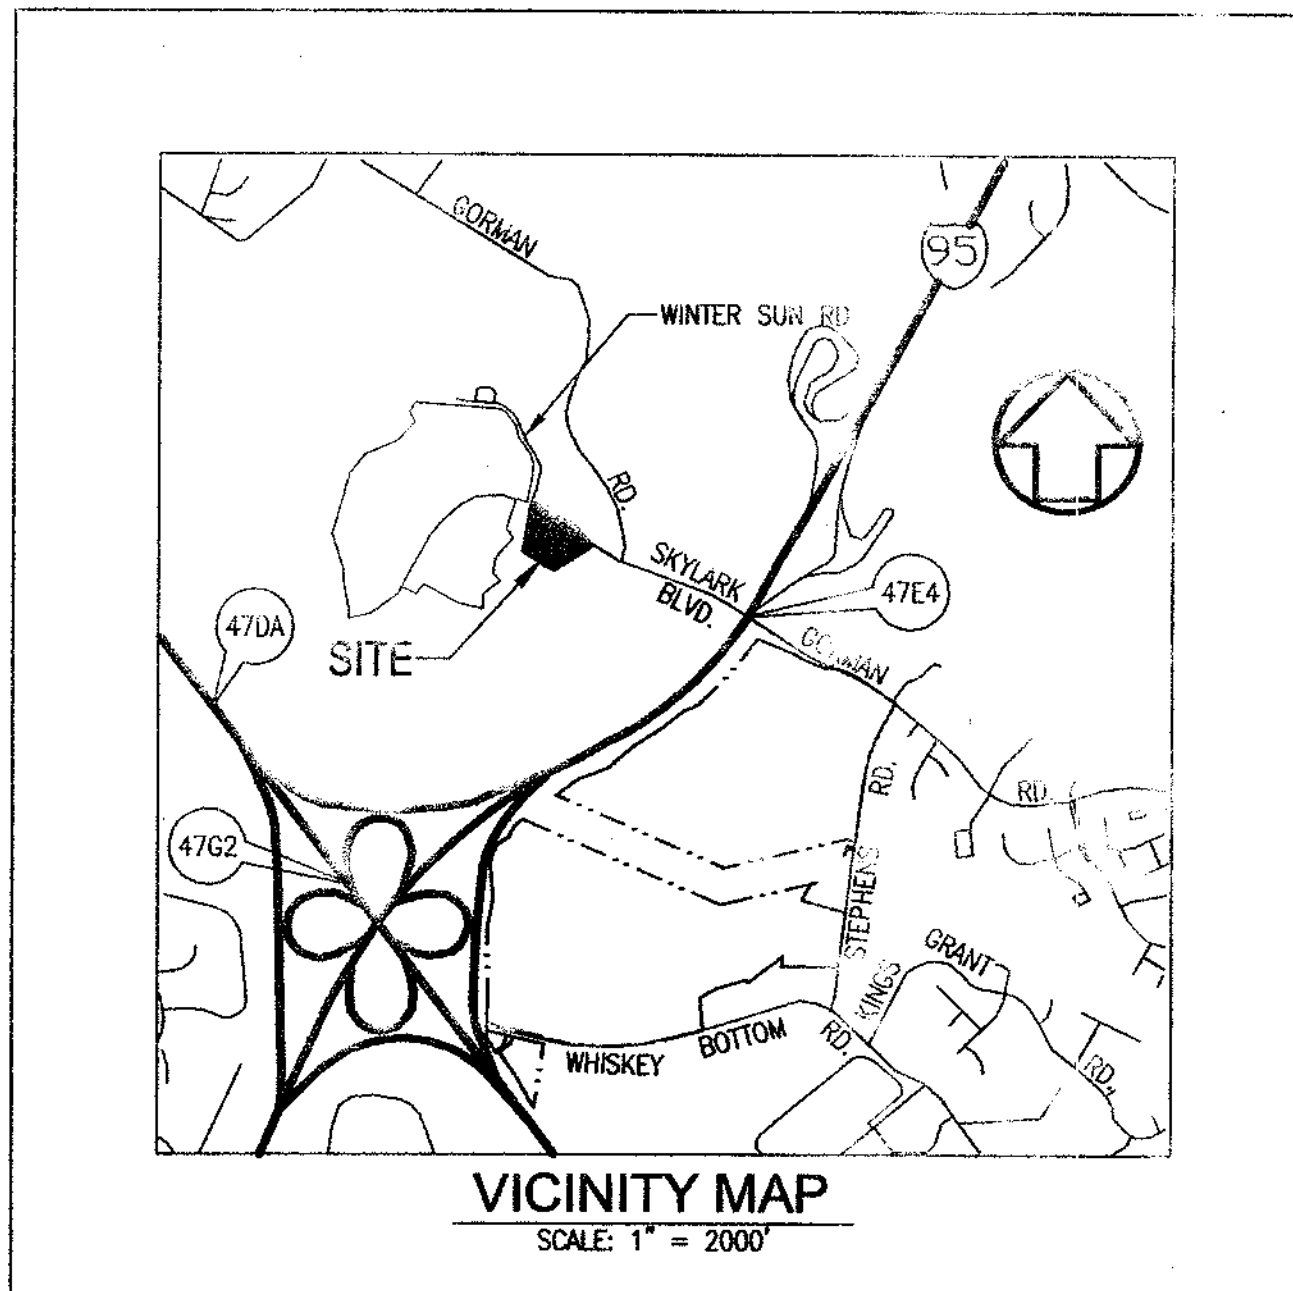 GORMAN
95
WINTER SUN RD
RD.
SKYLARK
BLVD.
47E4
47DA
SITE
GORMAN
RD.
RD
47G2
STEPHENS
GRANT
KINGS
BOTTOM
RD.
WHISKEY
RD.
VICINITY MAP
SCALE: 1" = 2000'